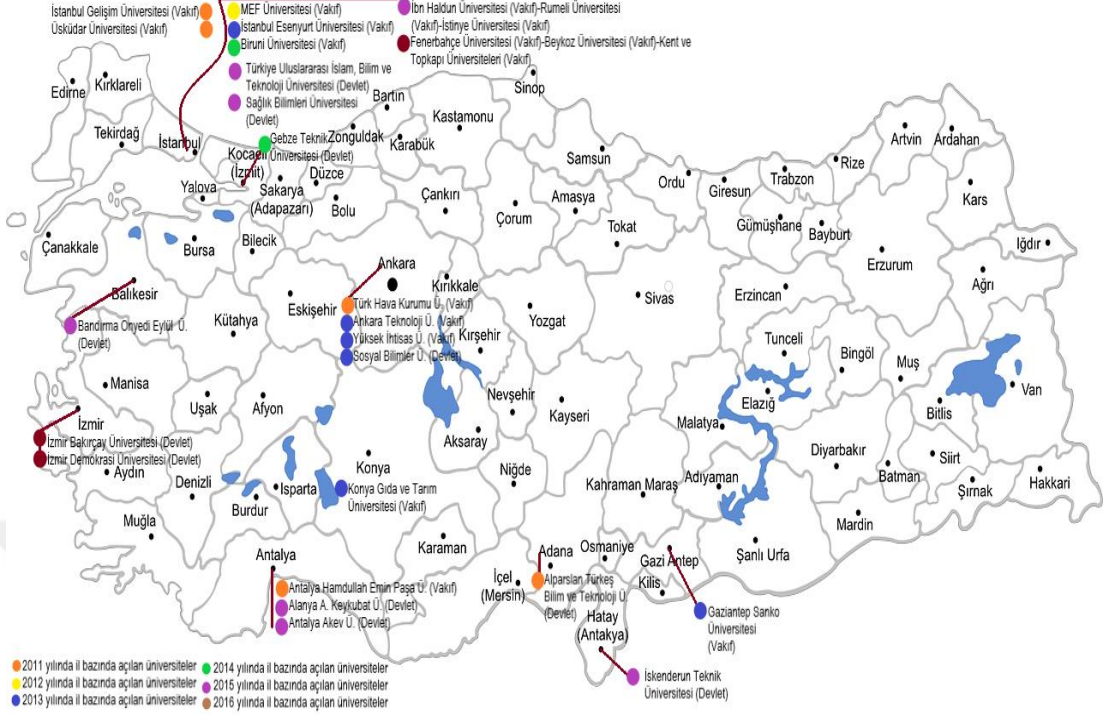 İstanbul Gelişim Üniversitesi (Vakıf)
Üsküdar Üniversitesi (Vakıf)
MEF Üniversitesi (Vakıf)
İstanbul Esenyurt Üniversitesi (Vakıf)
Biruni Üniversitesi (Vakıf)
Türkiye Uluslararası İslam, Bilim ve
Teknoloji Üniversitesi (Devlet)
Sağlık Bilimleri Üniversitesi
(Devlet)
İbn Haldun Üniversitesi (Vakıf)-Rumeli Üniversitesi
(Vakıf)-İstinye Üniversitesi (Vakıf)
Fenerbahçe Üniversitesi (Vakıf)-Beykoz Üniversitesi (Vakıf)-Kent ve
Topkapı Üniversiteleri (Vakıf)
Edirne
Kırklareli
Tekirdağ
İstanbul
Kocaeli
(İzmit)
Gebze Teknik
Üniversitesi (Devlet)
Yalova
Sakarya
(Adapazarı)
Düzce
Bolu
Zonguldak
Bartın
Karabük
Kastamonu
Sinop
Çankırı
Samsun
Amasya
Çorum
Tokat
Ordu
Giresun
Trabzon
Rize
Artvin
Ardahan
Kars
Gümüşhane
Bayburt
Erzurum
Iğdır
Ağrı
Çanakkale
Bursa
Bilecik
Balıkesir
Bandırma Onyedi Eylül Ü.
(Devlet)
Kütahya
Eskişehir
Ankara
Türk Hava Kurumu Ü. (Vakıf)
Ankara Teknoloji Ü. (Vakıf)
Yüksek İhtisas Ü. (Vakıf)
Sosyal Bilimler Ü. (Devlet)
Kırıkkale
Kırşehir
Yozgat
Sivas
Erzincan
Tunceli
Bingöl
Muş
Van
Bitlis
Elazığ
Malatya
Manisa
Uşak
Afyon
Nevşehir
Kayseri
Aksaray
Niğde
İzmir
İzmir Bakırçay Üniversitesi (Devlet)
İzmir Demokrasi Üniversitesi (Devlet)
Aydın
Denizli
Isparta
Burdur
Muğla
Konya
Konya Gıda ve Tarım
Üniversitesi (Vakıf)
Karaman
Kahraman Maraş
Adıyaman
Diyarbakır
Batman
Siirt
Şırnak
Hakkari
Mardin
Şanlı Urfa
Antalya
Antalya Hamdullah Emin Paşa Ü. (Vakıf)
Alanya A. Keykubat Ü. (Devlet)
Antalya Akev Ü. (Devlet)
İçel
(Mersin)
Adana
Alparslan Türkeş
Bilim ve Teknoloji Ü.
(Devlet)
Osmaniye
Gazi Antep
Kilis
Gaziantep Sanko
Üniversitesi
(Vakıf)
Hatay
(Antakya)
İskenderun Teknik
Üniversitesi (Devlet)
2011 yılında il bazında açılan üniversiteler
2012 yılında il bazında açılan üniversiteler
2013 yılında il bazında açılan üniversiteler
2014 yılında il bazında açılan üniversiteler
2015 yılında il bazında açılan üniversiteler
2016 yılında il bazında açılan üniversiteler